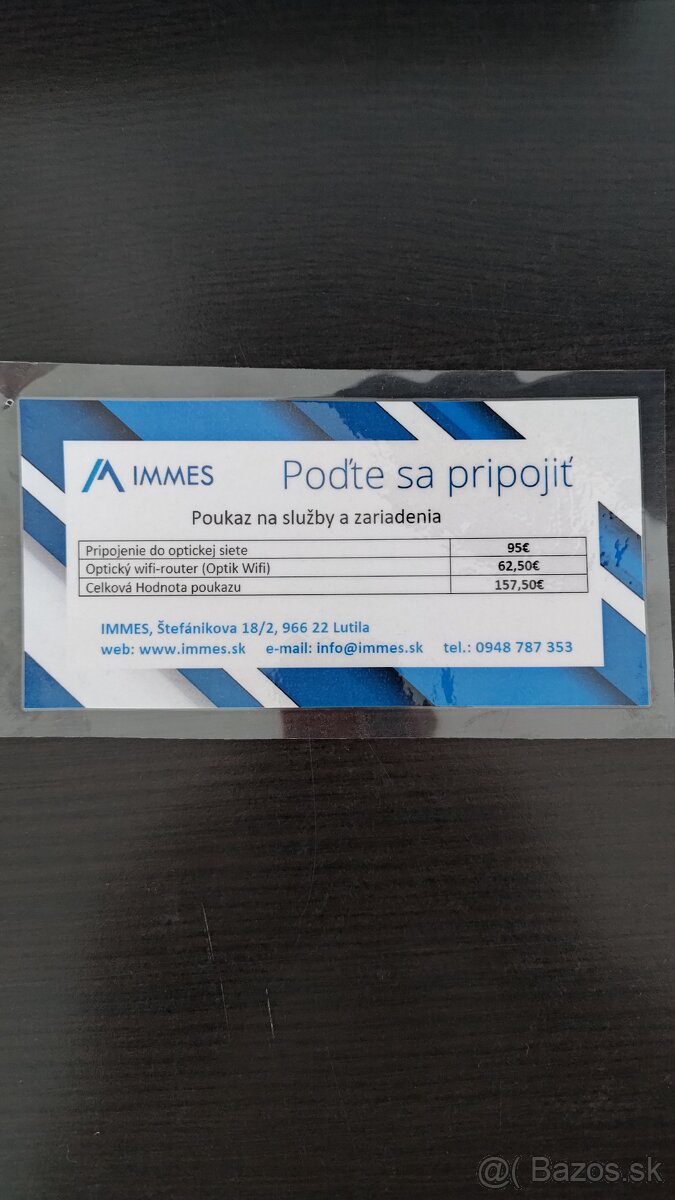 IMMES
Poďte sa pripojiť
Poukaz na služby a zariadenia
Pripojenie do optickej siete 95€
Optický wifi-router (Optik Wifi) 62,50€
Celková Hodnota poukazu 157,50€
IMMES, Štefánikova 18/2, 966 22 Lutila
web: www.immes.sk e-mail: info@immes.sk tel.: 0948 787 353
@( Bazos.sk